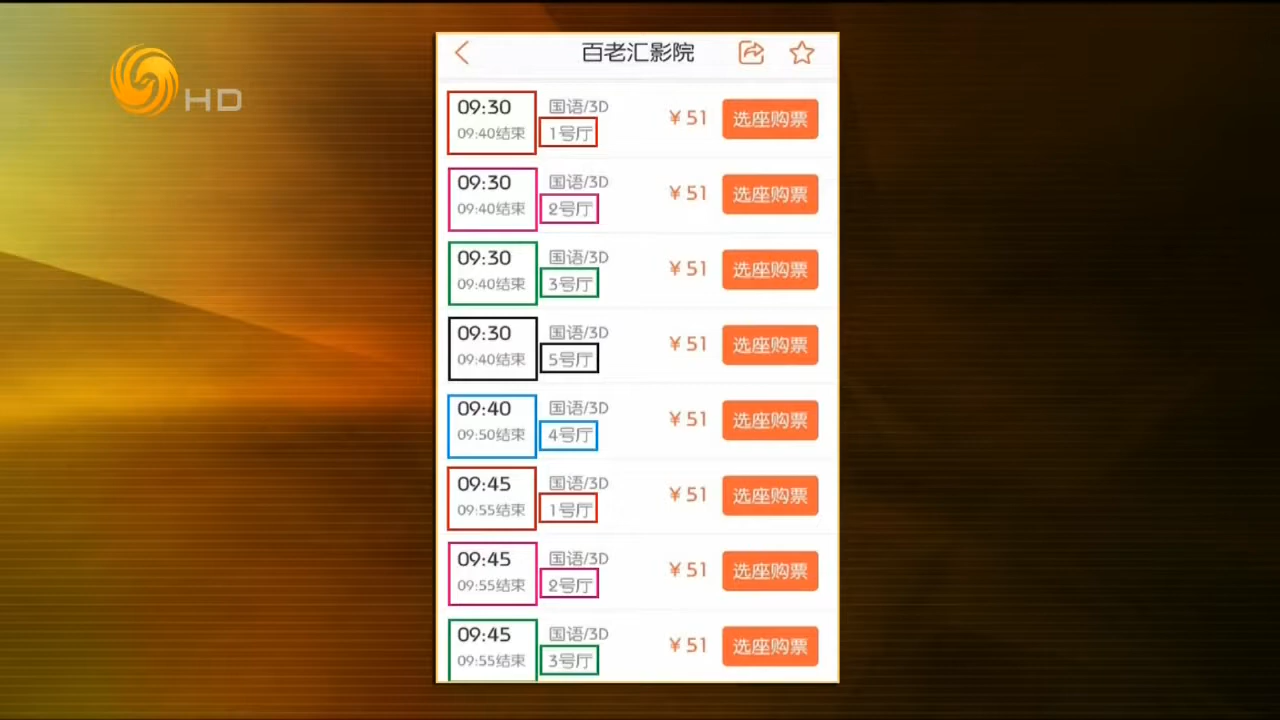 HD
百老汇影院
09:30 国语/3D ¥51 选座购票
09:40结束 1号厅
09:30 国语/3D ¥51 选座购票
09:40结束 2号厅
09:30 国语/3D ¥51 选座购票
09:40结束 3号厅
09:30 国语/3D ¥51 选座购票
09:40结束 5号厅
09:40 国语/3D ¥51 选座购票
09:50结束 4号厅
09:45 国语/3D ¥51 选座购票
09:55结束 1号厅
09:45 国语/3D ¥51 选座购票
09:55结束 2号厅
09:45 国语/3D ¥51 选座购票
09:55结束 3号厅